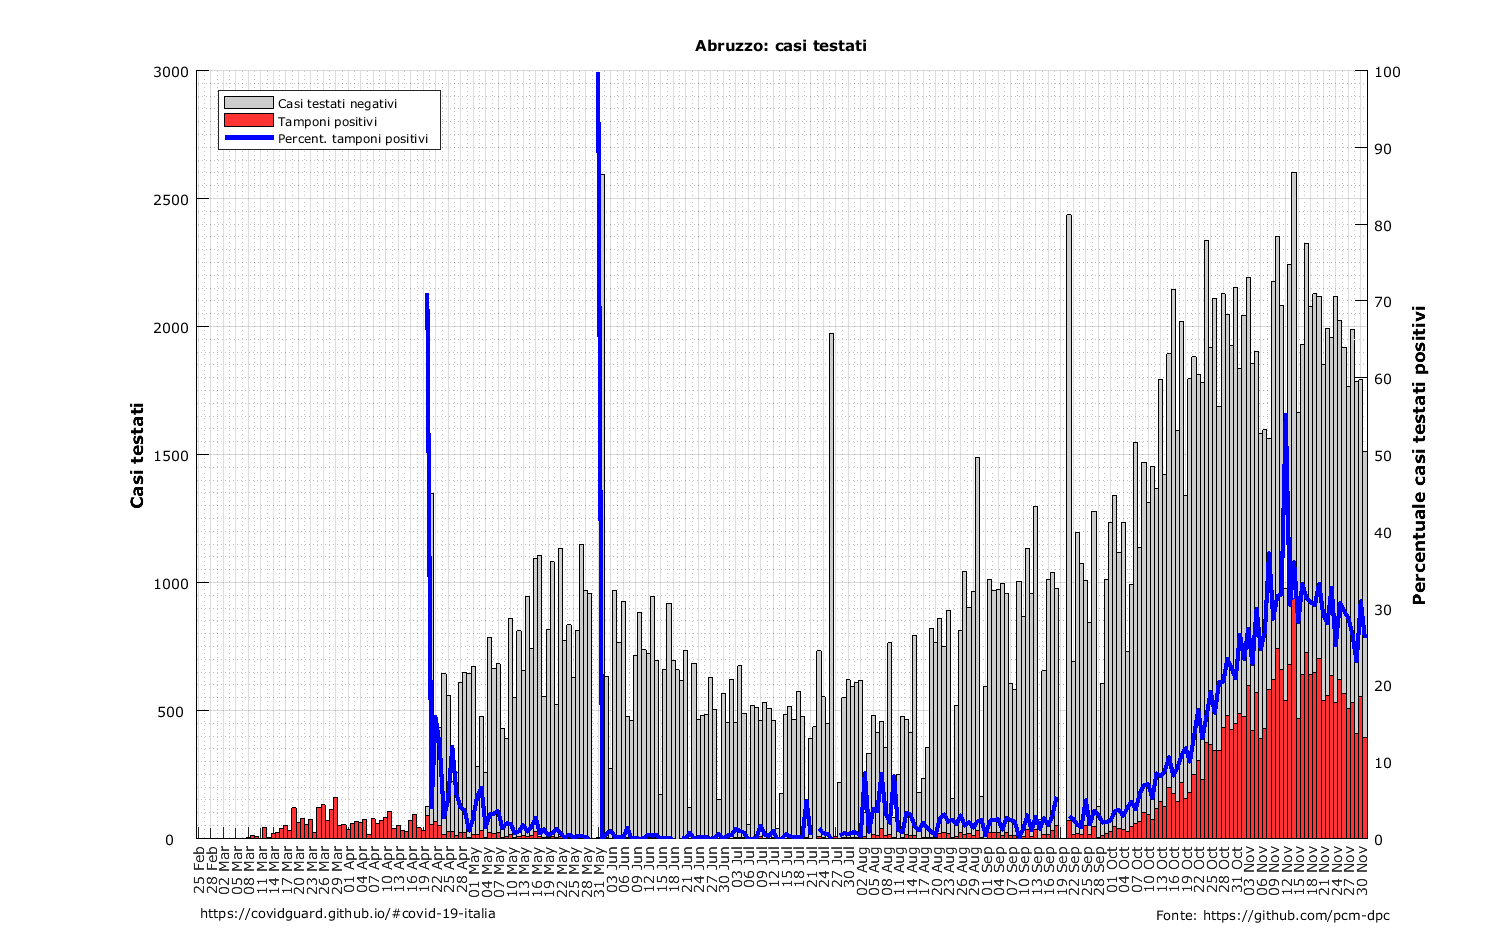 Abruzzo: casi testati
3000
2500
2000
1500
1000
500
0
Casi testati
Casi testati negativi
Tamponi positivi
Percent. tamponi positivi
100
90
80
70
60
50
40
30
20
10
0
Percentuale casi testati positivi
25 Feb
28 Feb
02 Mar
05 Mar
08 Mar
11 Mar
14 Mar
17 Mar
20 Mar
23 Mar
26 Mar
29 Mar
01 Apr
04 Apr
07 Apr
10 Apr
13 Apr
16 Apr
19 Apr
22 Apr
25 Apr
28 Apr
01 May
04 May
07 May
10 May
13 May
16 May
19 May
22 May
25 May
28 May
31 May
03 Jun
06 Jun
09 Jun
12 Jun
15 Jun
18 Jun
21 Jun
24 Jun
27 Jun
30 Jun
03 Jul
06 Jul
09 Jul
12 Jul
15 Jul
18 Jul
21 Jul
24 Jul
27 Jul
30 Jul
02 Aug
05 Aug
08 Aug
11 Aug
14 Aug
17 Aug
20 Aug
23 Aug
26 Aug
29 Aug
01 Sep
04 Sep
07 Sep
10 Sep
13 Sep
16 Sep
19 Sep
22 Sep
25 Sep
28 Sep
01 Oct
04 Oct
07 Oct
10 Oct
13 Oct
16 Oct
19 Oct
22 Oct
25 Oct
28 Oct
31 Oct
03 Nov
06 Nov
09 Nov
12 Nov
15 Nov
18 Nov
21 Nov
24 Nov
27 Nov
30 Nov
https://covidguard.github.io/#covid-19-italia
Fonte: https://github.com/pcm-dpc